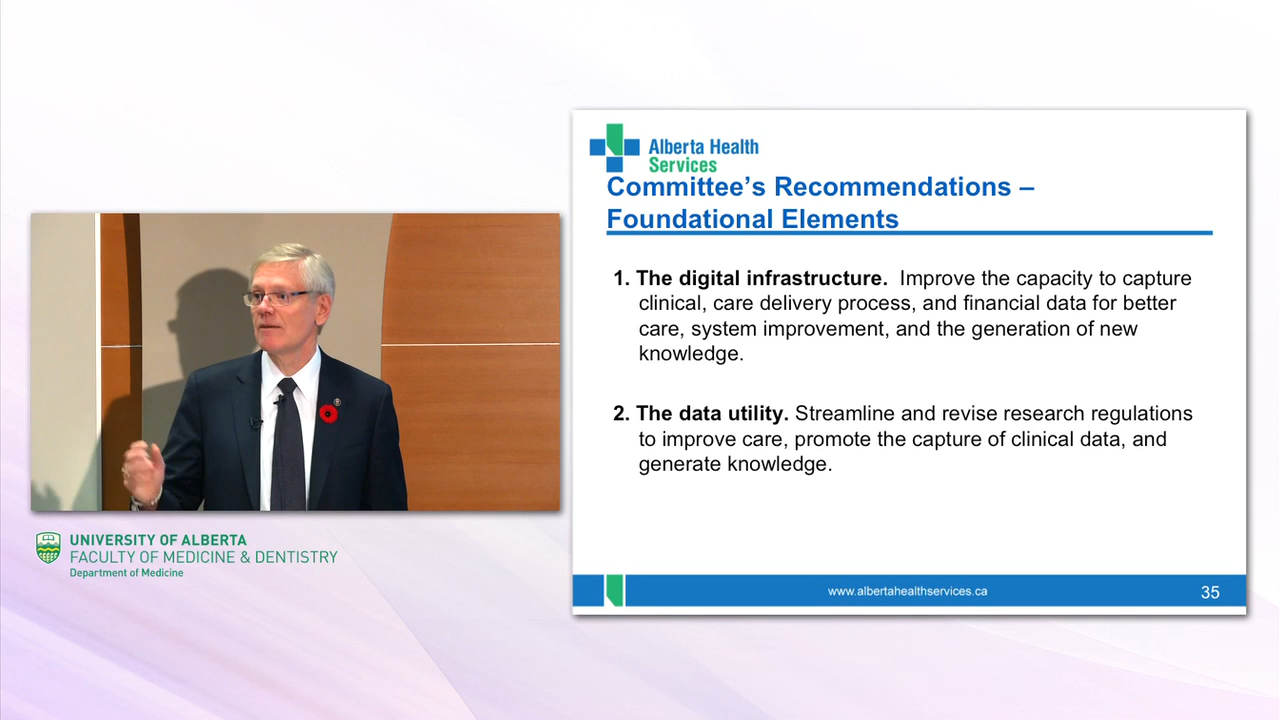 Alberta Health
Services
Committee’s Recommendations –
Foundational Elements
1. The digital infrastructure. Improve the capacity to capture
clinical, care delivery process, and financial data for better
care, system improvement, and the generation of new
knowledge.
2. The data utility. Streamline and revise research regulations
to improve care, promote the capture of clinical data, and
generate knowledge.
www.albertahealthservices.ca
35
UNIVERSITY OF ALBERTA
FACULTY OF MEDICINE & DENTISTRY
Department of Medicine